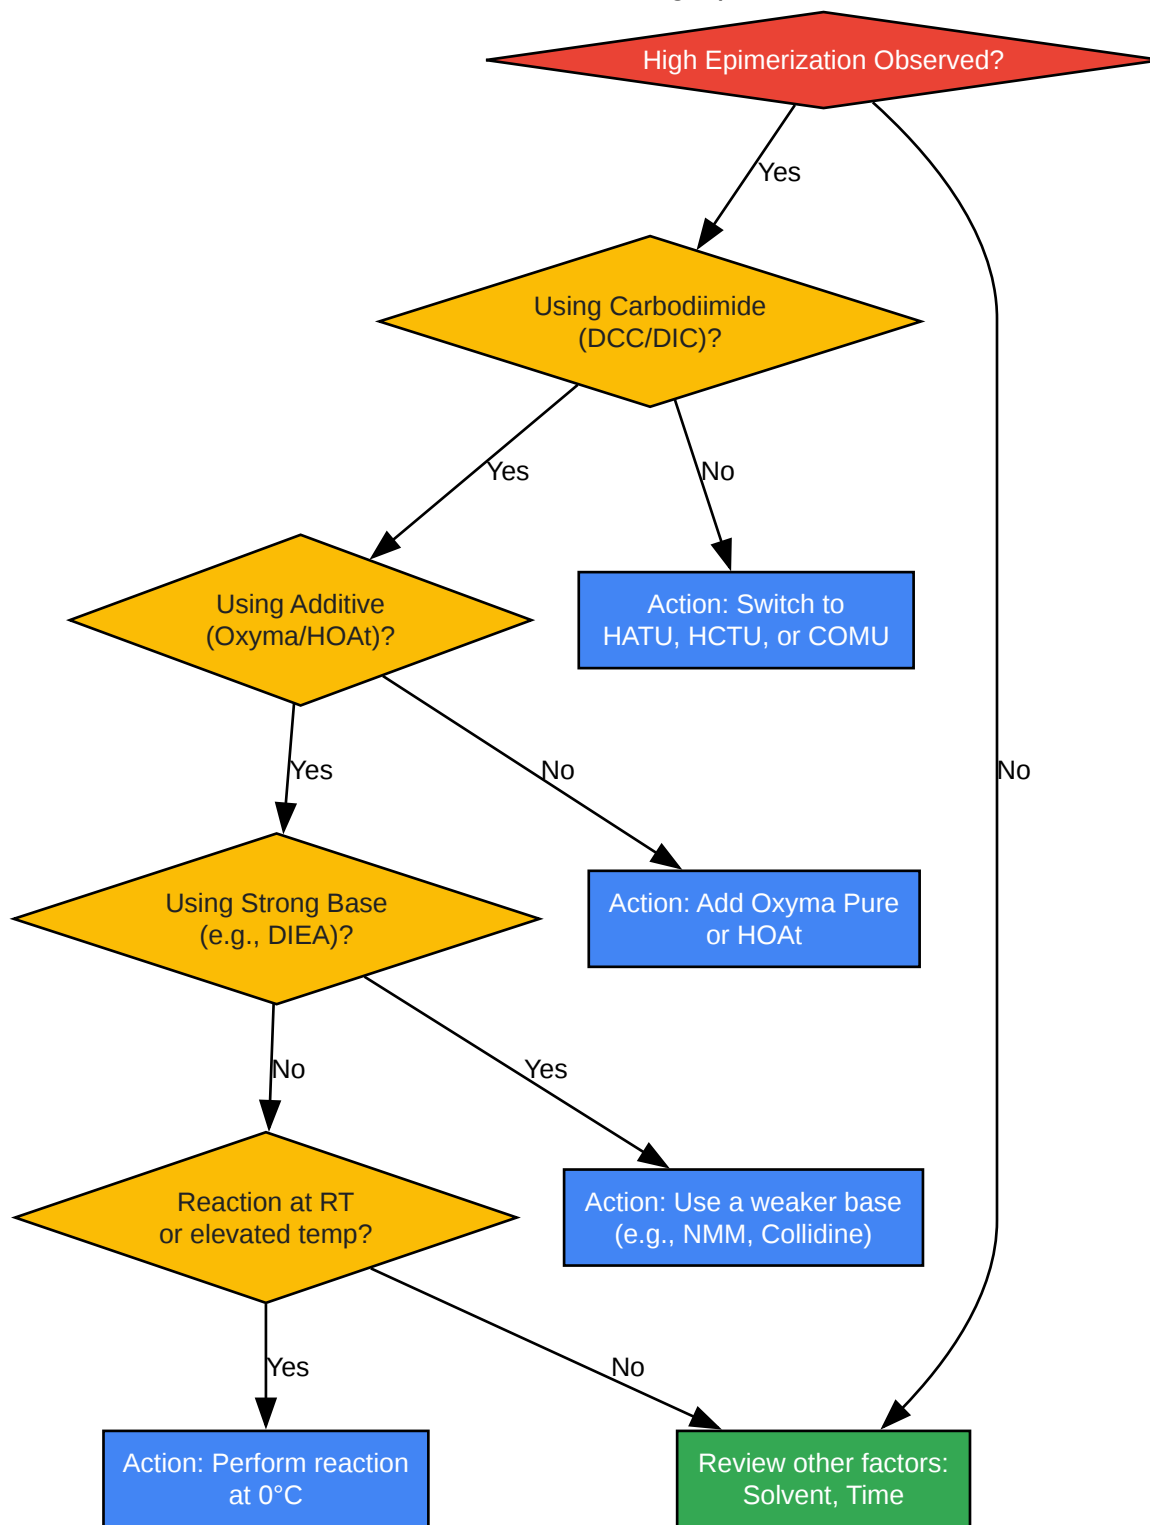 High Epimerization Observed?
Yes
Using Carbodiimide
(DCC/DIC)?
Yes
No
Using Additive
(Oxyma/HOAt)?
Action: Switch to
HATU, HCTU, or COMU
Yes
No
No
Using Strong Base
(e.g., DIEA)?
Action: Add Oxyma Pure
or HOAt
No
Yes
Reaction at RT
or elevated temp?
Action: Use a weaker base
(e.g., NMM, Collidine)
Yes
No
Action: Perform reaction
at 0°C
Review other factors:
Solvent, Time